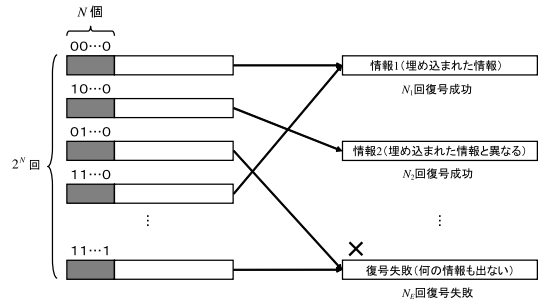 N 個
00…0
10…0
01…0
11…0
⋮
11…1
2^N 回
情報1(埋め込まれた情報)
N₁回復号成功
情報2(埋め込まれた情報と異なる)
N₂回復号成功
⋮
×
復号失敗(何の情報も出ない)
N_E回復号失敗